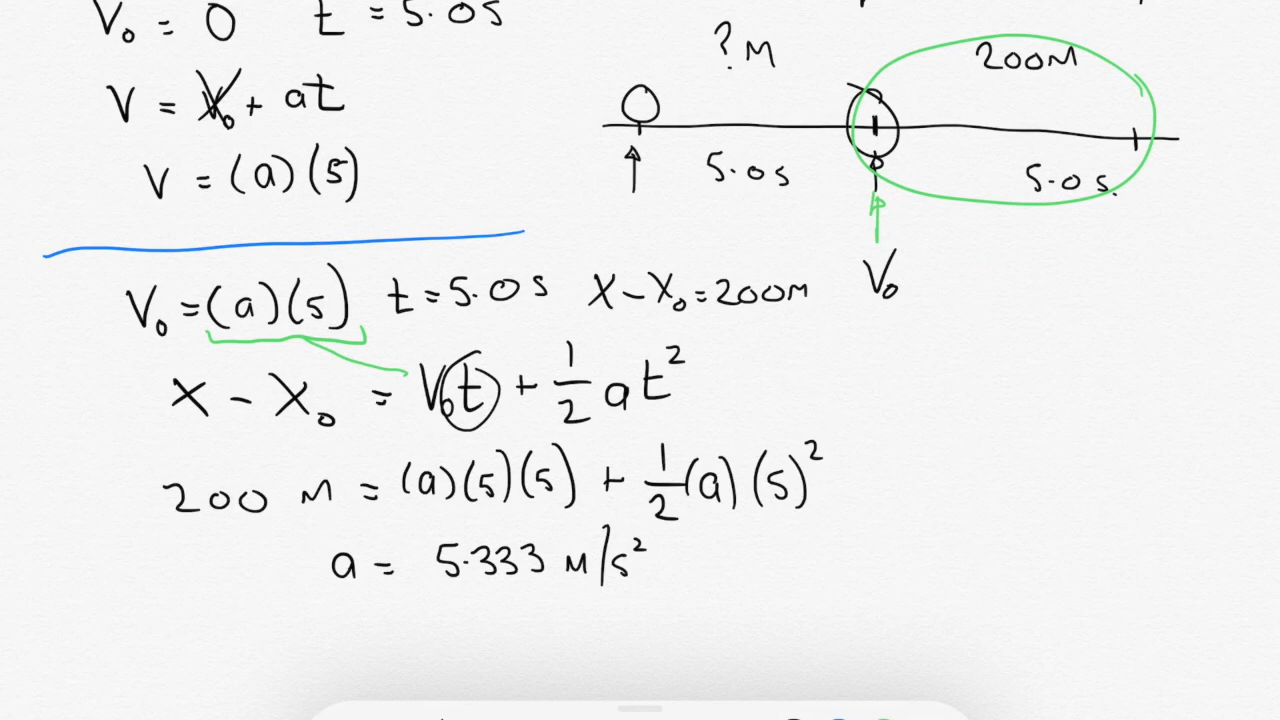 V₀ = 0 t = 5.0s
V = V₀ + at
V = (a)(5)
?M
200M
5.0s
5.0s.
V₀
V₀ = (a)(5) t = 5.0s X - X₀ = 200M
X - X₀ = V₀t + 1/2 at²
200 M = (a)(5)(5) + 1/2 (a)(5)²
a = 5.333 M/s²